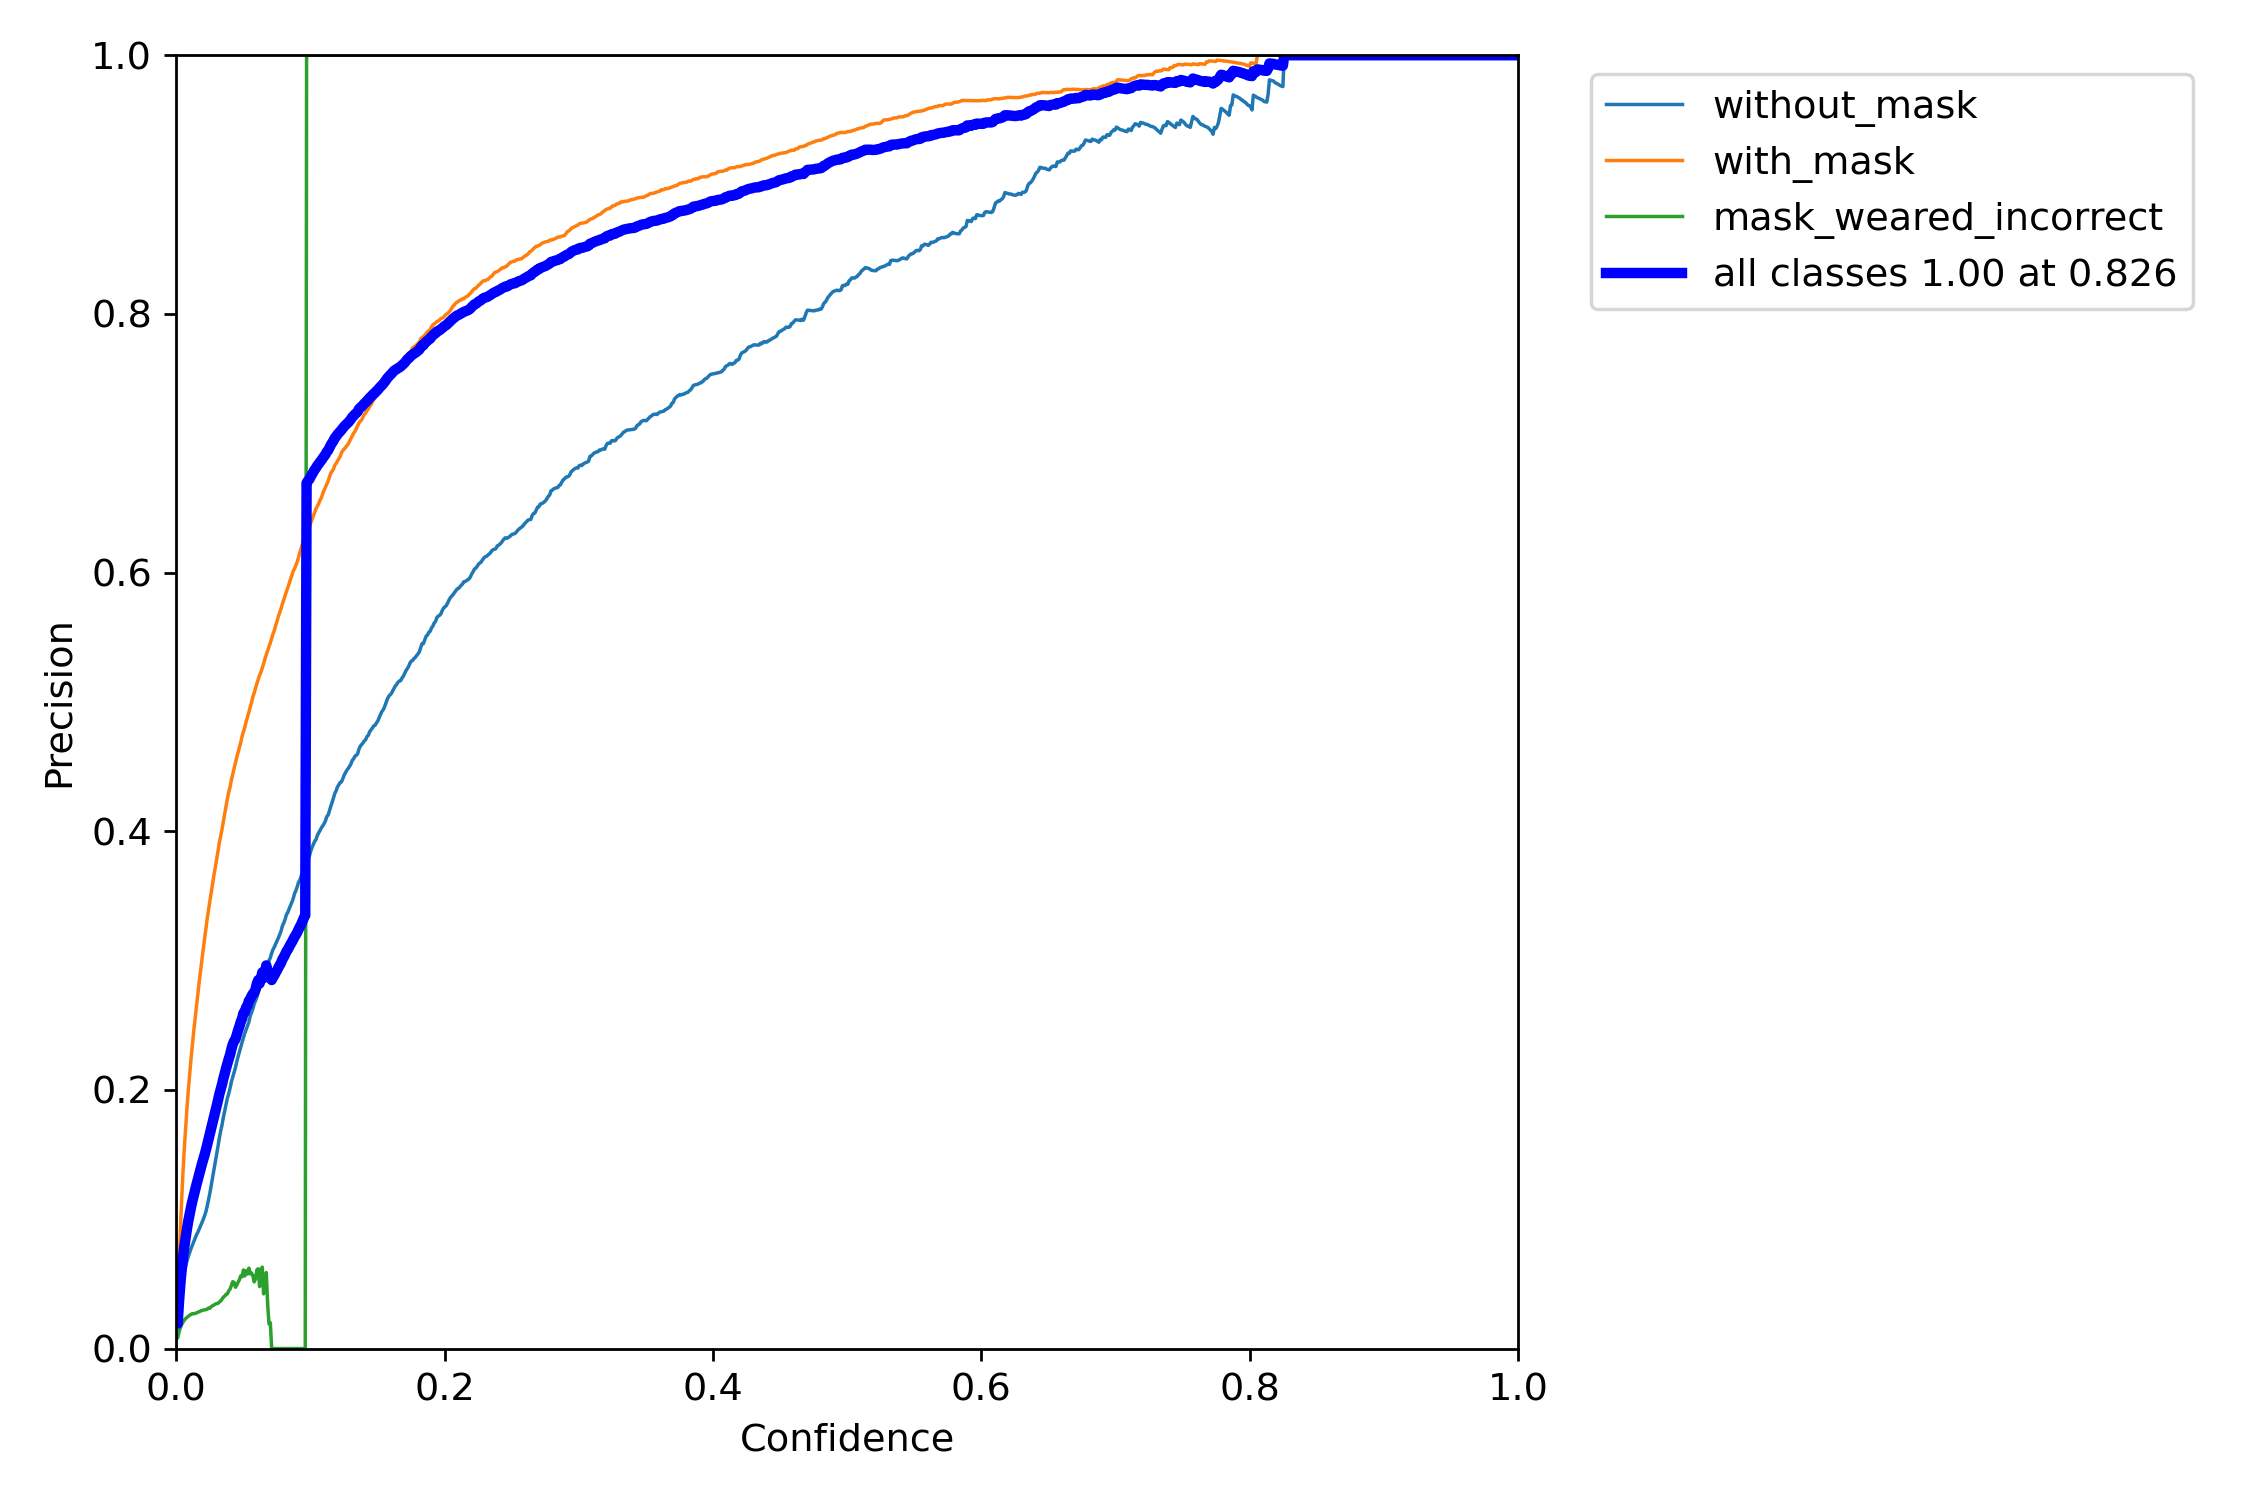 1.0
0.8
0.6
0.4
0.2
0.0
Precision
0.0 0.2 0.4 0.6 0.8 1.0
Confidence
without_mask
with_mask
mask_weared_incorrect
all classes 1.00 at 0.826